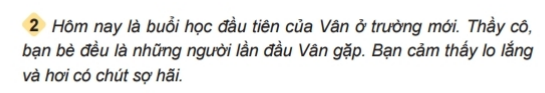 2 Hôm nay là buổi học đầu tiên của Vân ở trường mới. Thầy cô,
bạn bè đều là những người lần đầu Vân gặp. Bạn cảm thấy lo lắng
và hơi có chút sợ hãi.